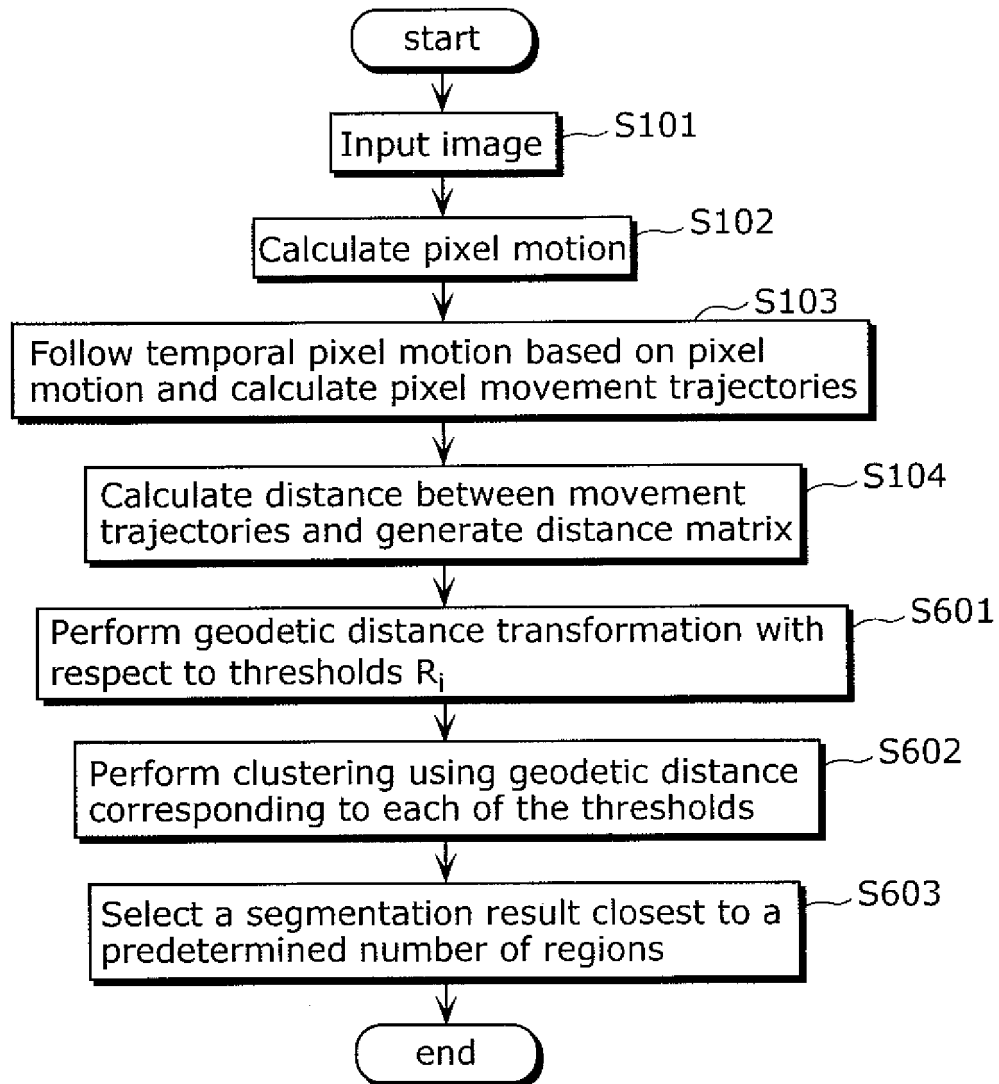 start
Input image
S101
Calculate pixel motion
S102
S103
Follow temporal pixel motion based on pixel
motion and calculate pixel movement trajectories
Calculate distance between movement
trajectories and generate distance matrix
S104
Perform geodetic distance transformation with
respect to thresholds Ri
S601
Perform clustering using geodetic distance
corresponding to each of the thresholds
S602
Select a segmentation result closest to a
predetermined number of regions
S603
end